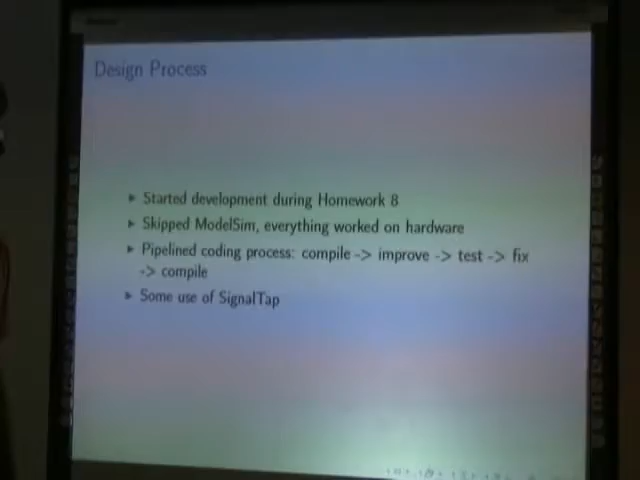 Design Process
Started development during Homework 8
Skipped ModelSim, everything worked on hardware
Pipelined coding process: compile -> improve -> test -> fix
-> compile
Some use of SignalTap